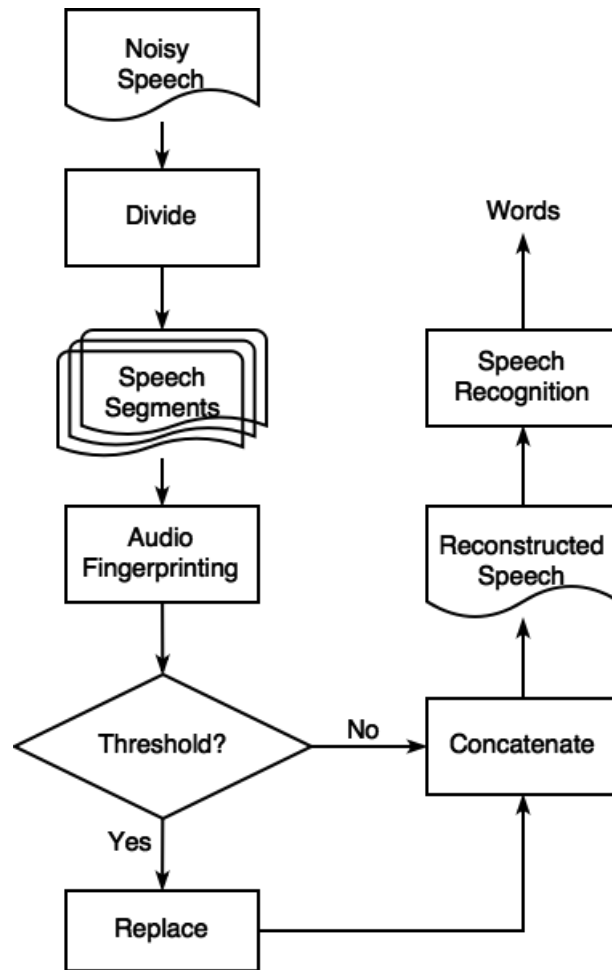 Noisy
Speech
Divide
Speech
Segments
Audio
Fingerprinting
Threshold?
No
Yes
Replace
Concatenate
Reconstructed
Speech
Speech
Recognition
Words